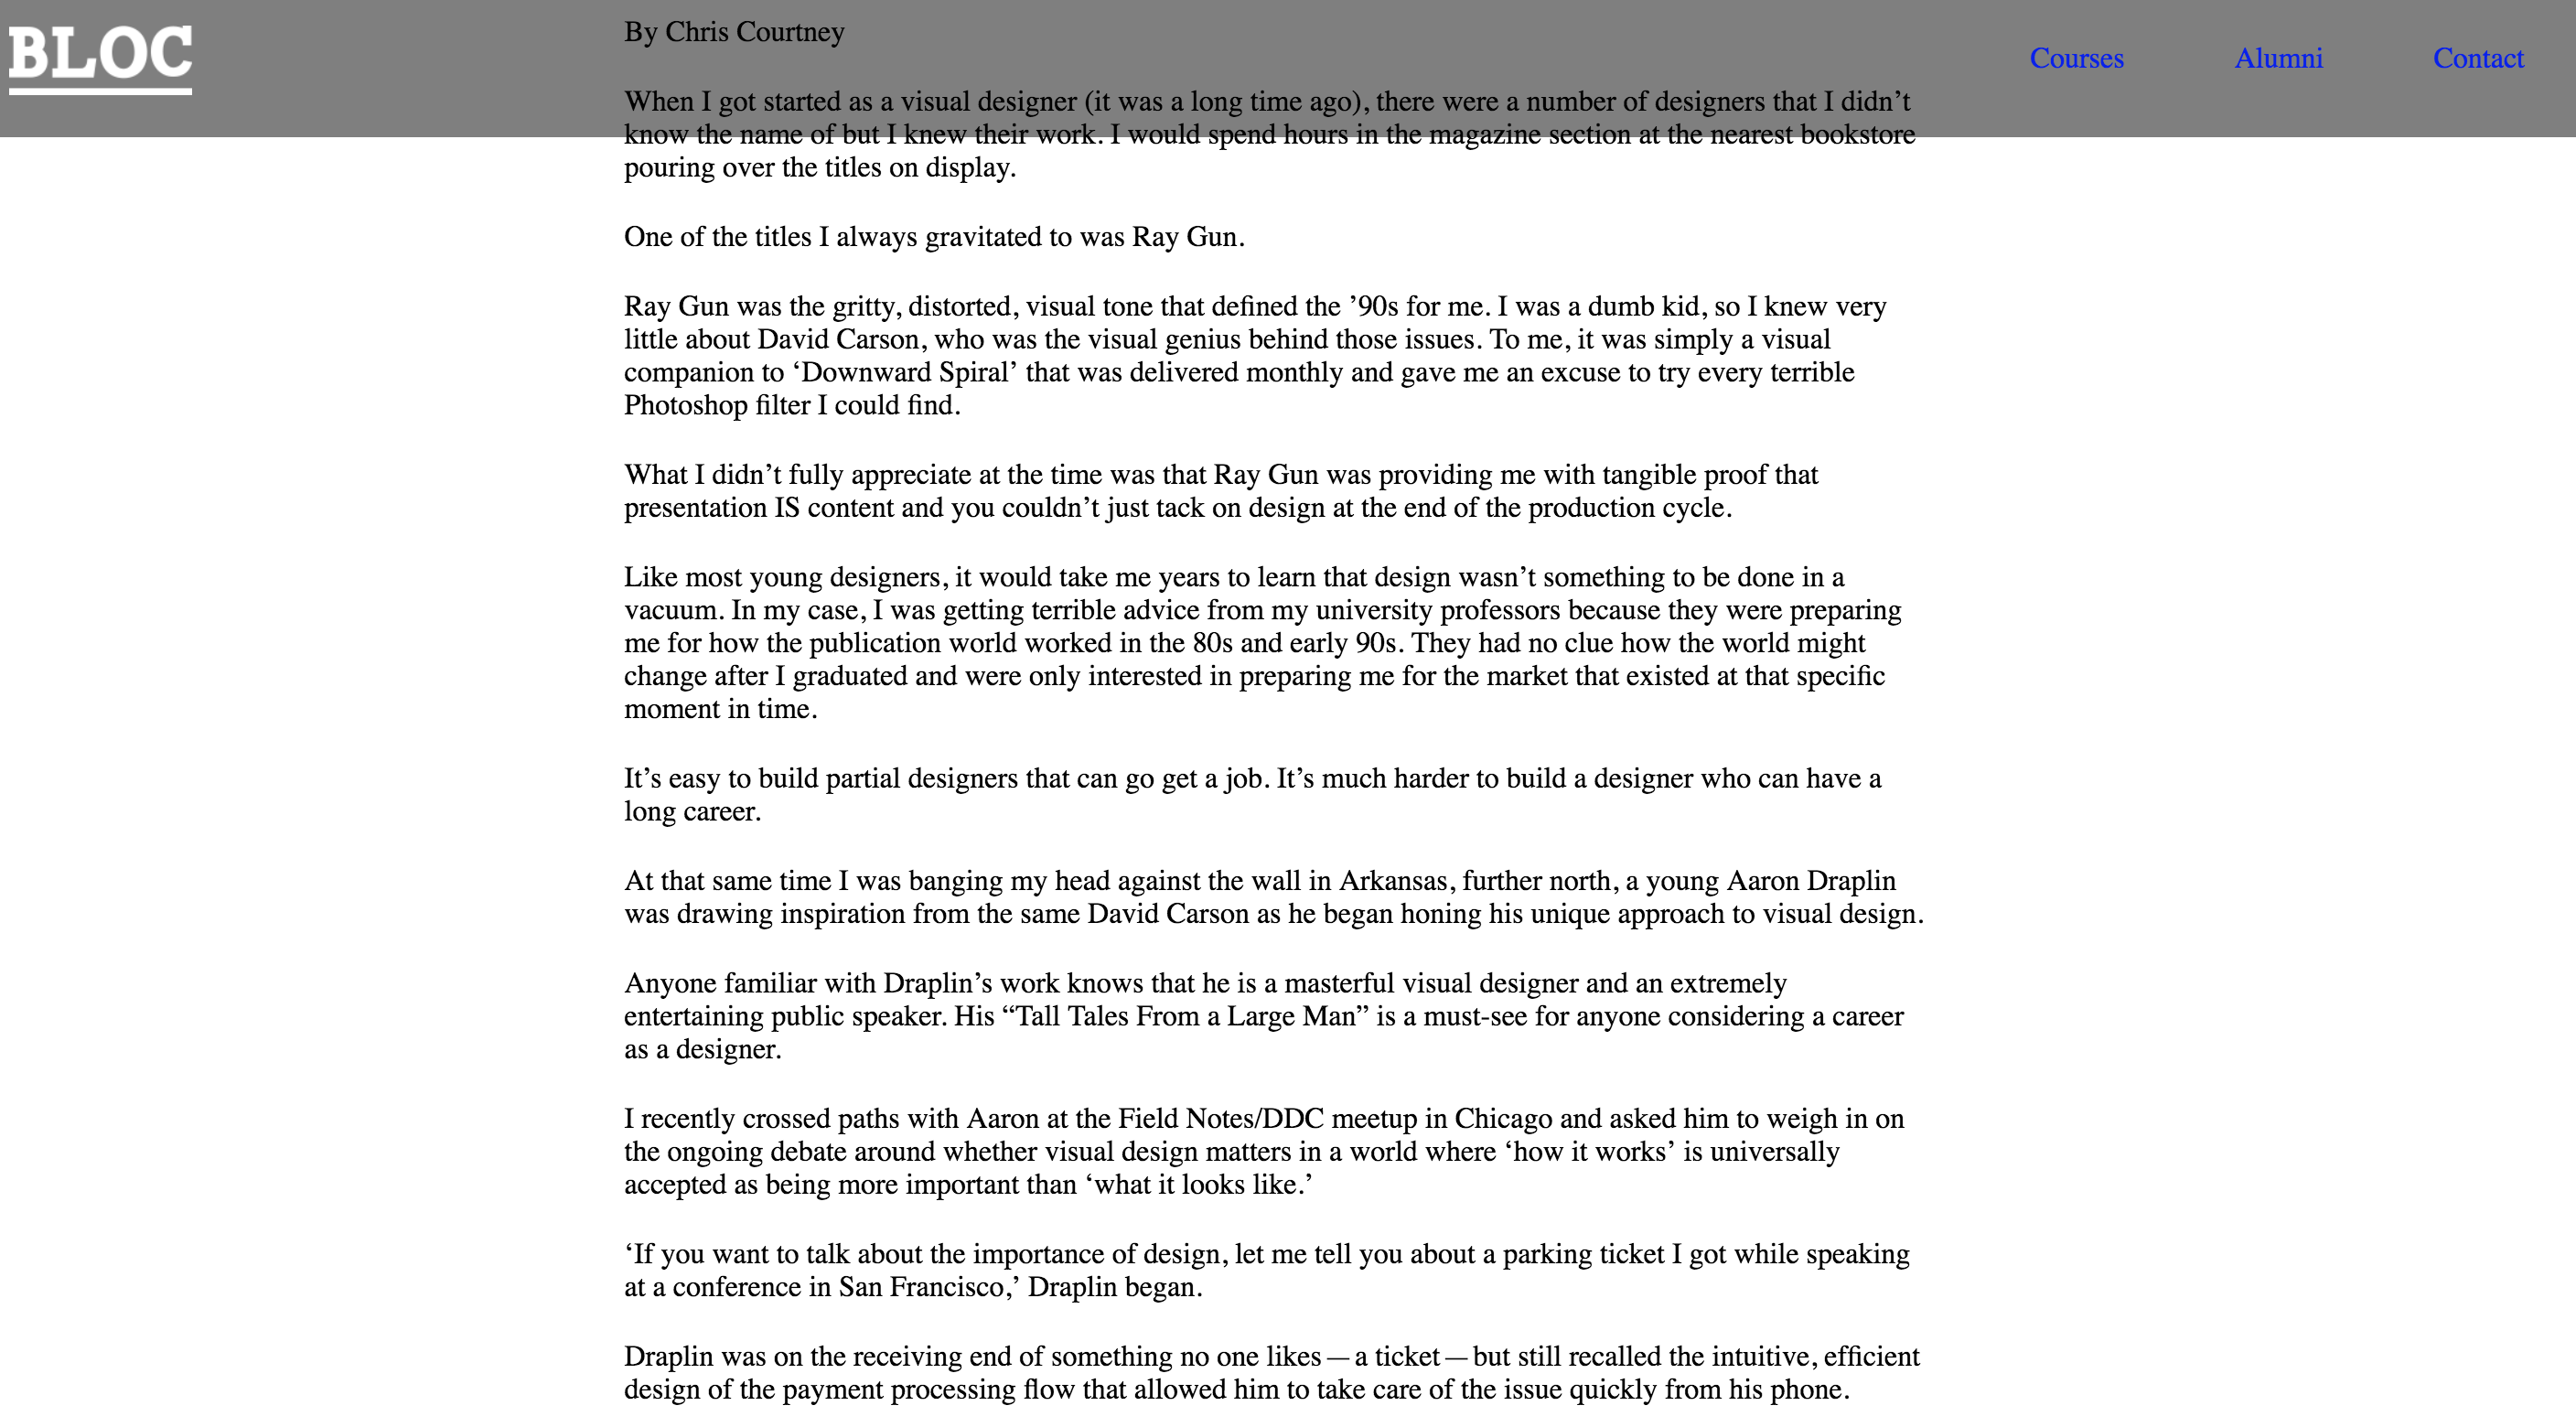 BLOC
Courses
Alumni
Contact
By Chris Courtney
When I got started as a visual designer (it was a long time ago), there were a number of designers that I didn’t
know the name of but I knew their work. I would spend hours in the magazine section at the nearest bookstore
pouring over the titles on display.
One of the titles I always gravitated to was Ray Gun.
Ray Gun was the gritty, distorted, visual tone that defined the ’90s for me. I was a dumb kid, so I knew very
little about David Carson, who was the visual genius behind those issues. To me, it was simply a visual
companion to ‘Downward Spiral’ that was delivered monthly and gave me an excuse to try every terrible
Photoshop filter I could find.
What I didn’t fully appreciate at the time was that Ray Gun was providing me with tangible proof that
presentation IS content and you couldn’t just tack on design at the end of the production cycle.
Like most young designers, it would take me years to learn that design wasn’t something to be done in a
vacuum. In my case, I was getting terrible advice from my university professors because they were preparing
me for how the publication world worked in the 80s and early 90s. They had no clue how the world might
change after I graduated and were only interested in preparing me for the market that existed at that specific
moment in time.
It’s easy to build partial designers that can go get a job. It’s much harder to build a designer who can have a
long career.
At that same time I was banging my head against the wall in Arkansas, further north, a young Aaron Draplin
was drawing inspiration from the same David Carson as he began honing his unique approach to visual design.
Anyone familiar with Draplin’s work knows that he is a masterful visual designer and an extremely
entertaining public speaker. His “Tall Tales From a Large Man” is a must-see for anyone considering a career
as a designer.
I recently crossed paths with Aaron at the Field Notes/DDC meetup in Chicago and asked him to weigh in on
the ongoing debate around whether visual design matters in a world where ‘how it works’ is universally
accepted as being more important than ‘what it looks like.’
‘If you want to talk about the importance of design, let me tell you about a parking ticket I got while speaking
at a conference in San Francisco,’ Draplin began.
Draplin was on the receiving end of something no one likes — a ticket — but still recalled the intuitive, efficient
design of the payment processing flow that allowed him to take care of the issue quickly from his phone.